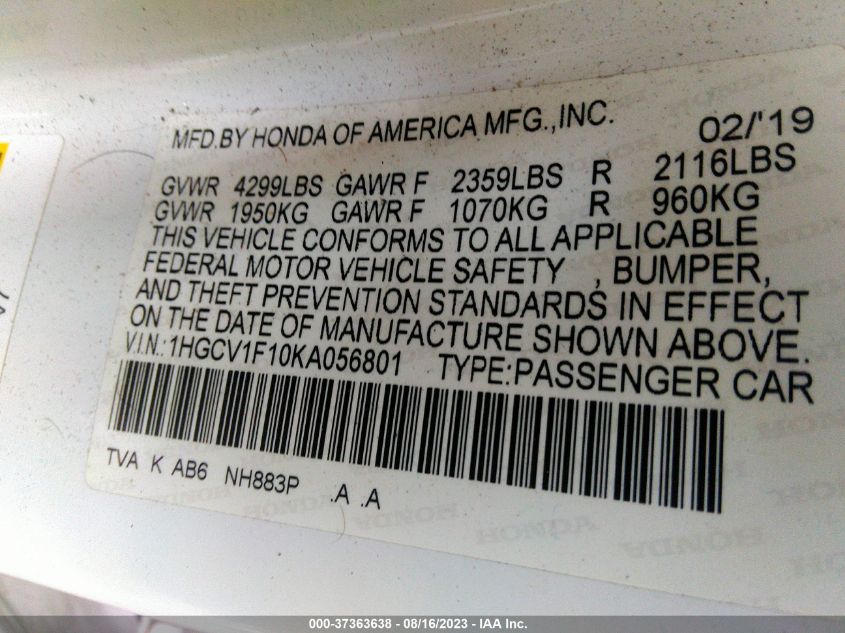 MFD.BY HONDA OF AMERICA MFG.,INC. 02/'19
GVWR 4299LBS GAWR F 2359LBS R 2116LBS
GVWR 1950KG GAWR F 1070KG R 960KG
THIS VEHICLE CONFORMS TO ALL APPLICABLE
FEDERAL MOTOR VEHICLE SAFETY , BUMPER,
AND THEFT PREVENTION STANDARDS IN EFFECT
ON THE DATE OF MANUFACTURE SHOWN ABOVE.
V.I.N.: 1HGCV1F10KA056801 TYPE:PASSENGER CAR
TVA K AB6 NH883P .A .A
HONDA HONDA HONDA
000-37363638 - 08/16/2023 - IAA Inc.